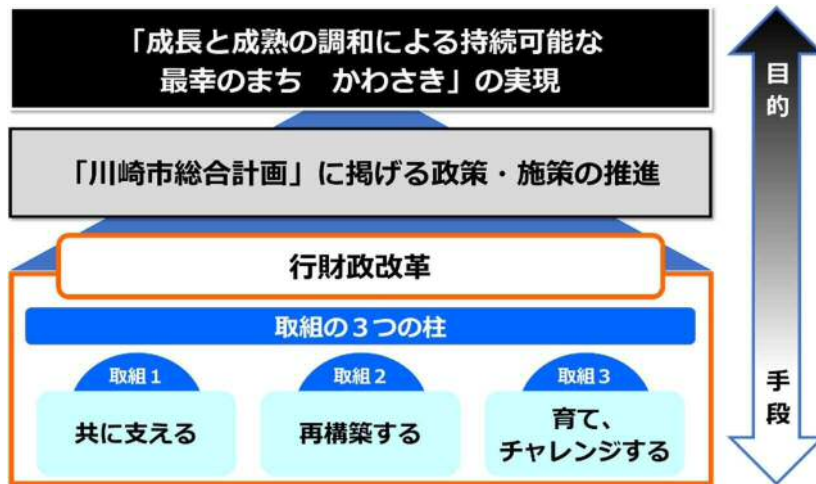 「成長と成熟の調和による持続可能な
最幸のまち　かわさき」の実現
「川崎市総合計画」に掲げる政策・施策の推進
行財政改革
取組の３つの柱
取組１
共に支える
取組２
再構築する
取組３
育て、
チャレンジする
目的
手段